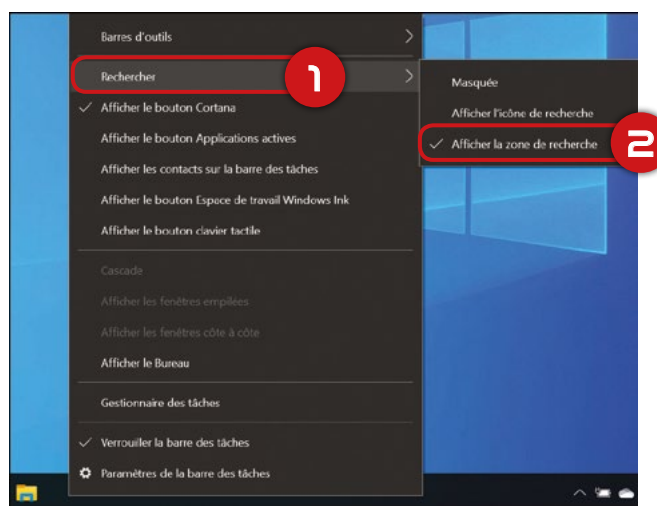 Barres d'outils
Rechercher
1
Afficher le bouton Cortana
Afficher le bouton Applications actives
Afficher les contacts sur la barre des tâches
Afficher le bouton Espace de travail Windows Ink
Afficher le bouton clavier tactile
Cascade
Afficher les fenêtres empilées
Afficher les fenêtres côte à côte
Afficher le Bureau
Gestionnaire des tâches
Verrouiller la barre des tâches
Paramètres de la barre des tâches
Masquée
Afficher l'icône de recherche
Afficher la zone de recherche
2